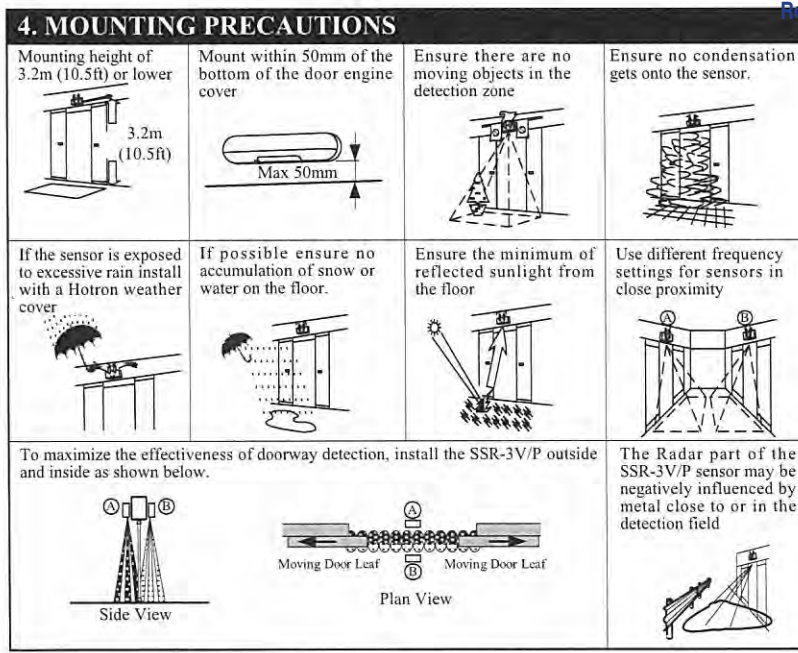 4. MOUNTING PRECAUTIONS
Mounting height of
3.2m (10.5ft) or lower
3.2m
(10.5ft)
Mount within 50mm of the
bottom of the door engine
cover
Max 50mm
Ensure there are no
moving objects in the
detection zone
Ensure no condensation
gets onto the sensor.
If the sensor is exposed
to excessive rain install
with a Hotron weather
cover
If possible ensure no
accumulation of snow or
water on the floor.
Ensure the minimum of
reflected sunlight from
the floor
Use different frequency
settings for sensors in
close proximity
A
B
To maximize the effectiveness of doorway detection, install the SSR-3V/P outside
and inside as shown below.
A
B
Side View
A
Moving Door Leaf
B
Moving Door Leaf
Plan View
The Radar part of the
SSR-3V/P sensor may be
negatively influenced by
metal close to or in the
detection field